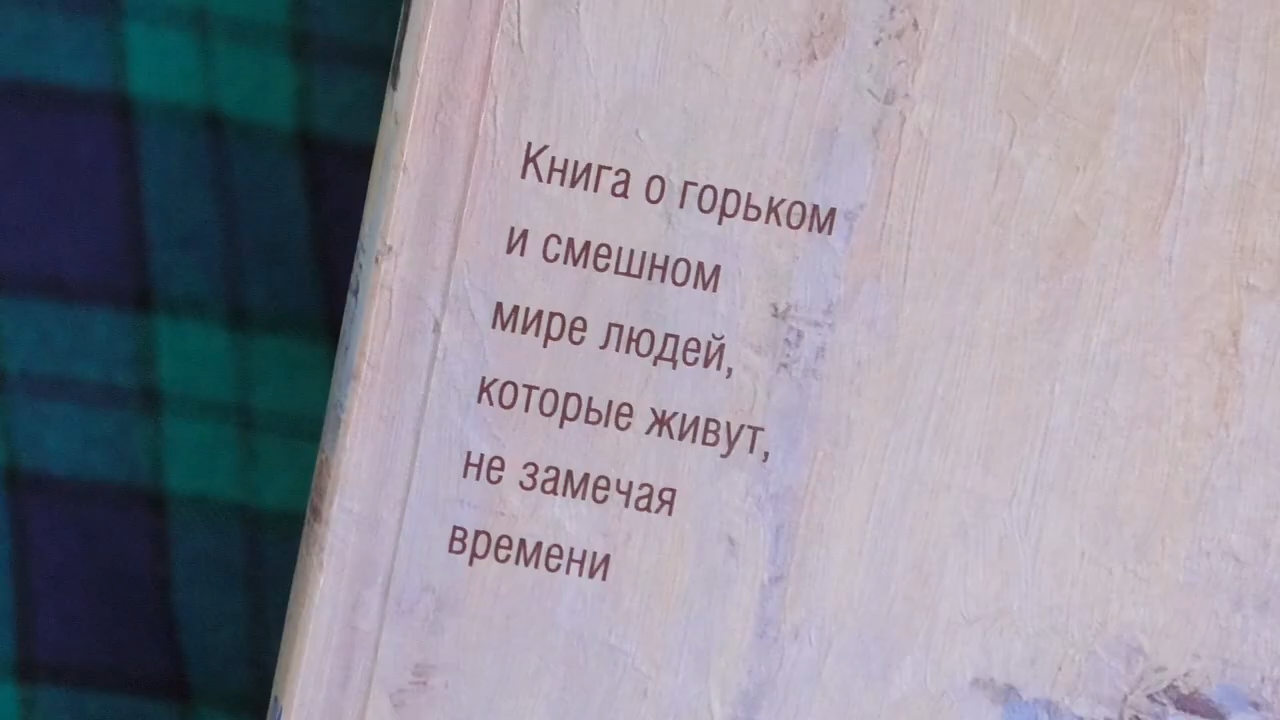 Книга о горьком
и смешном
мире людей,
которые живут,
не замечая
времени